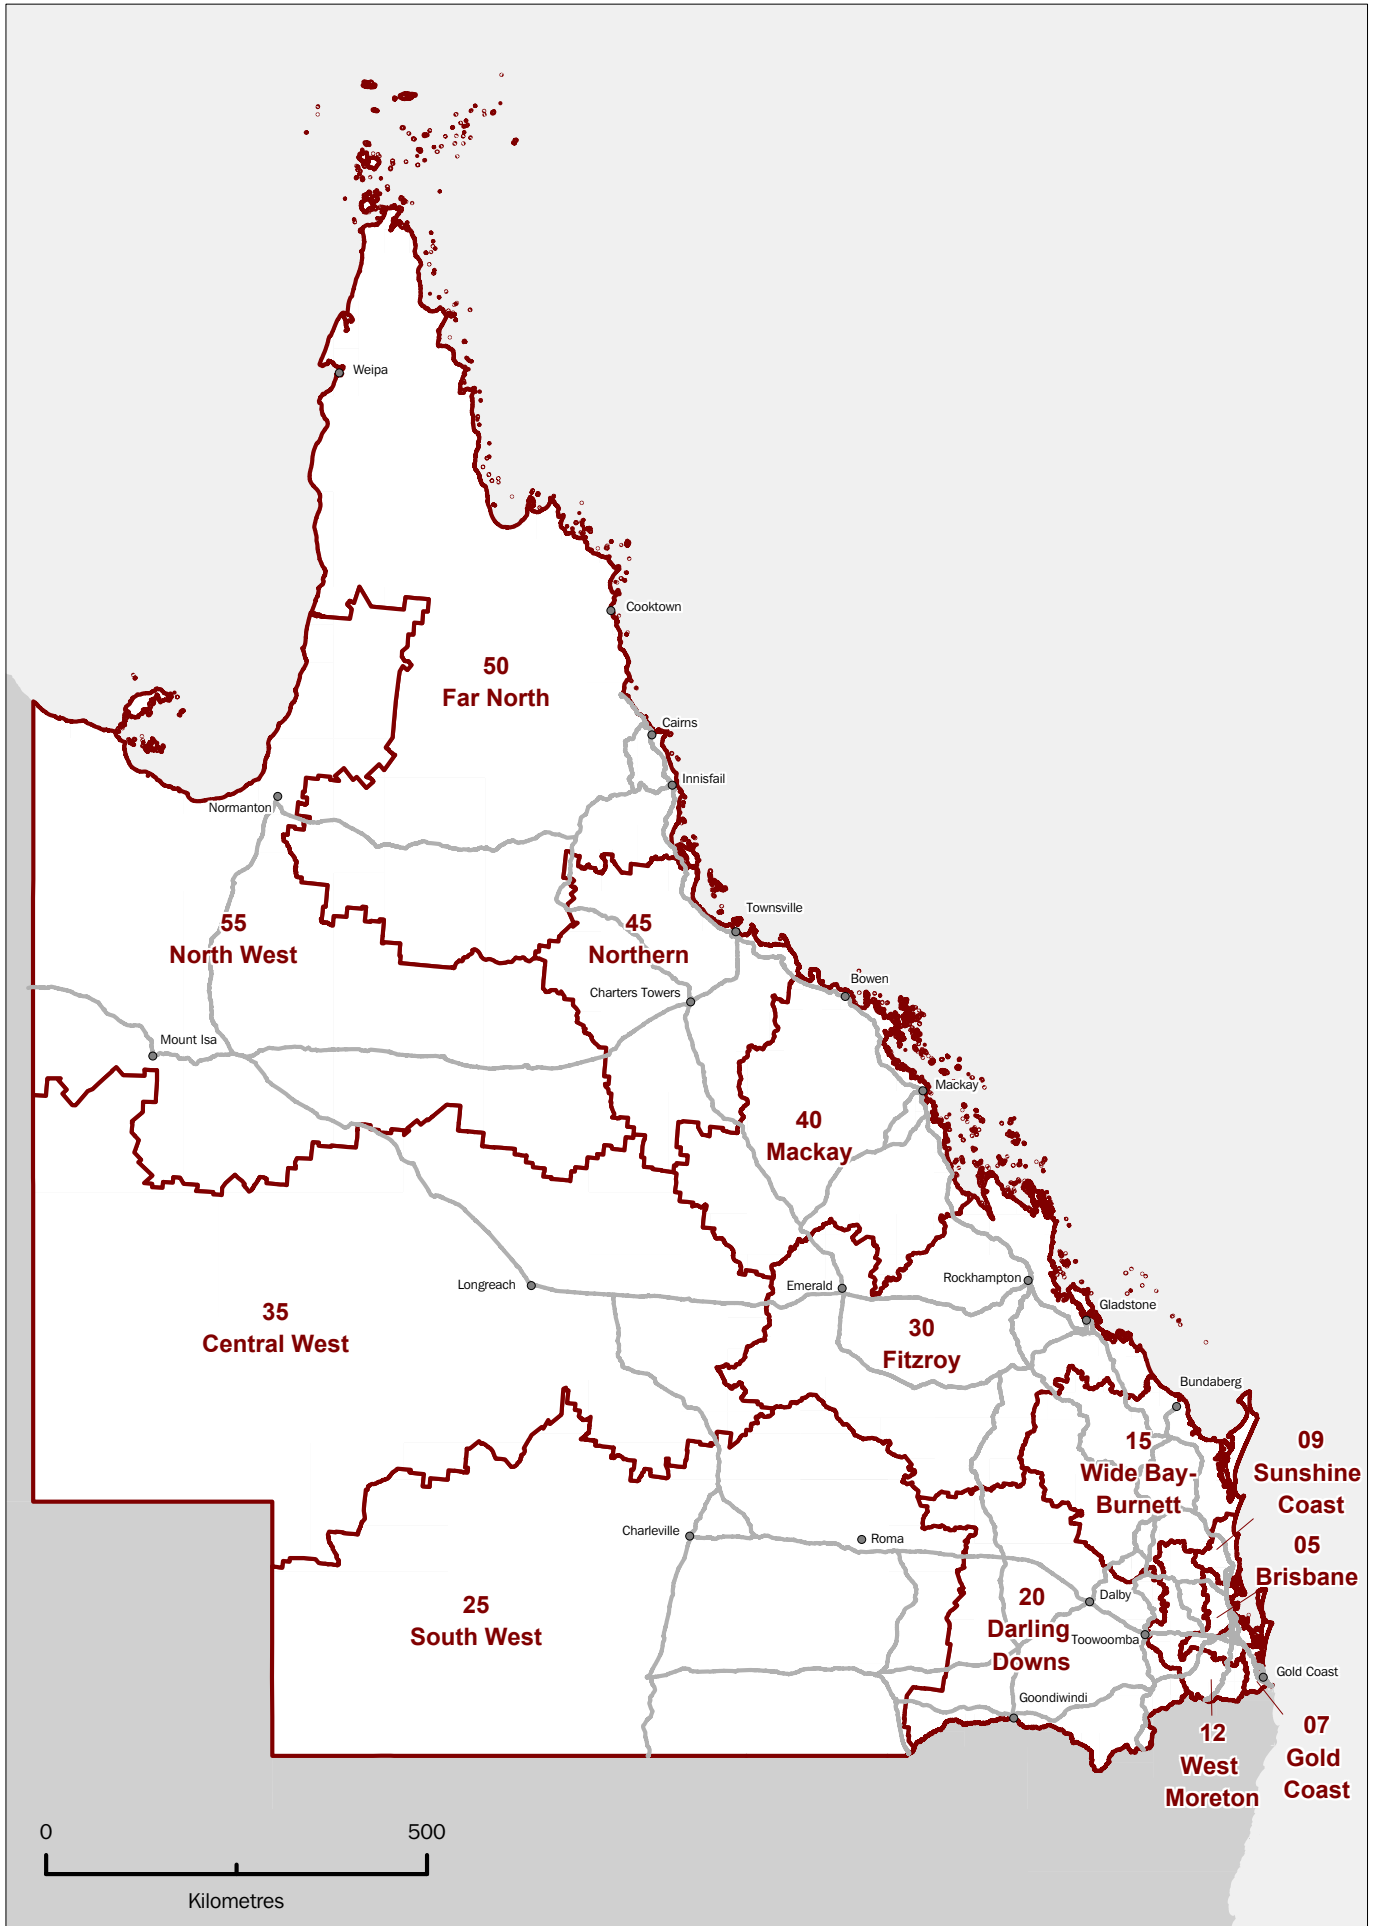 Weipa
Cooktown
50
Far North
Cairns
Innisfail
Normanton
Townsville
55
North West
45
Northern
Bowen
Charters Towers
Mount Isa
Mackay
40
Mackay
Longreach
Emerald
Rockhampton
Gladstone
35
Central West
30
Fitzroy
Bundaberg
15
Wide Bay-
Burnett
09
Sunshine
Coast
Charleville
Roma
05
Brisbane
25
South West
20
Darling
Downs
Dalby
Toowoomba
Gold Coast
Goondiwindi
12
West
Moreton
07
Gold
Coast
0
500
Kilometres